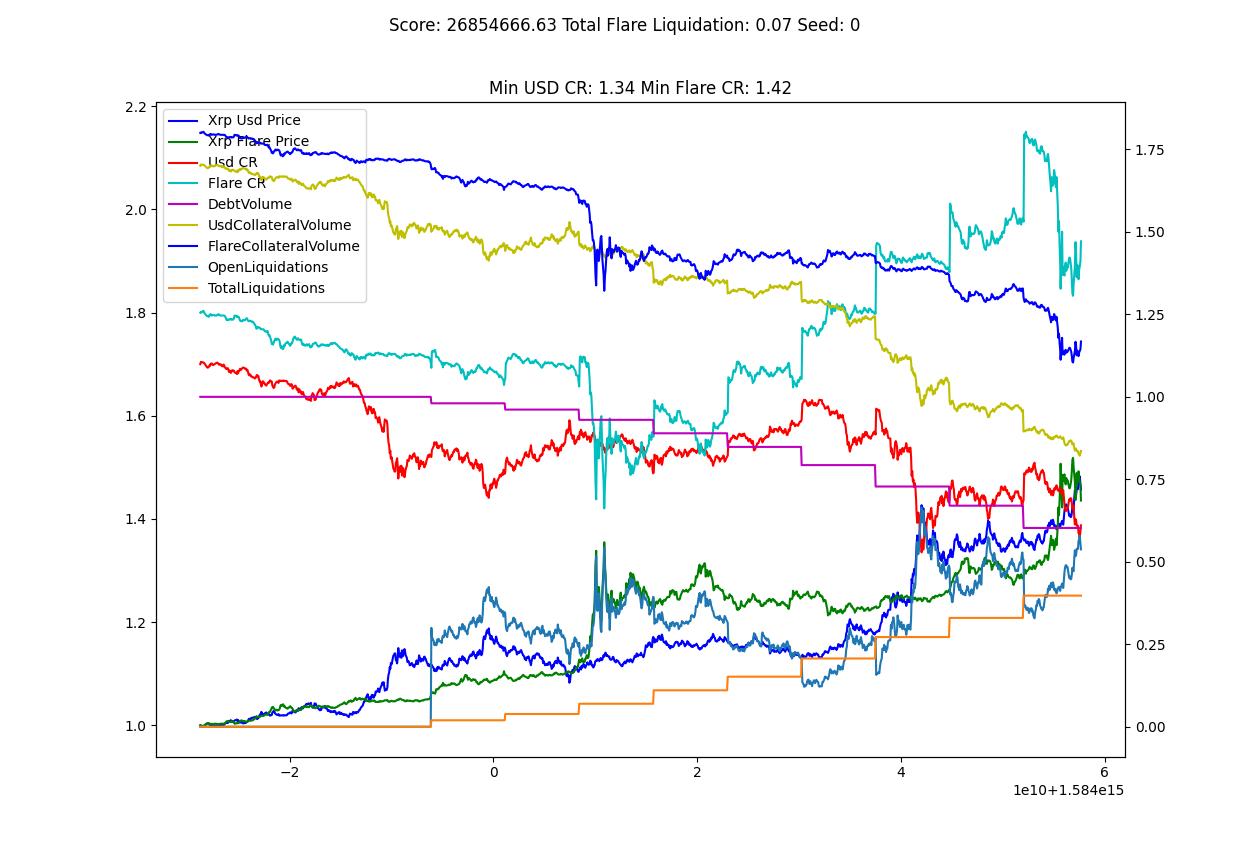 Score: 26854666.63 Total Flare Liquidation: 0.07 Seed: 0
Min USD CR: 1.34 Min Flare CR: 1.42
Xrp Usd Price
Xrp Flare Price
Usd CR
Flare CR
DebtVolume
UsdCollateralVolume
FlareCollateralVolume
OpenLiquidations
TotalLiquidations
2.2
2.0
1.8
1.6
1.4
1.2
1.0
1.75
1.50
1.25
1.00
0.75
0.50
0.25
0.00
−2 0 2 4 6
1e10+1.584e15